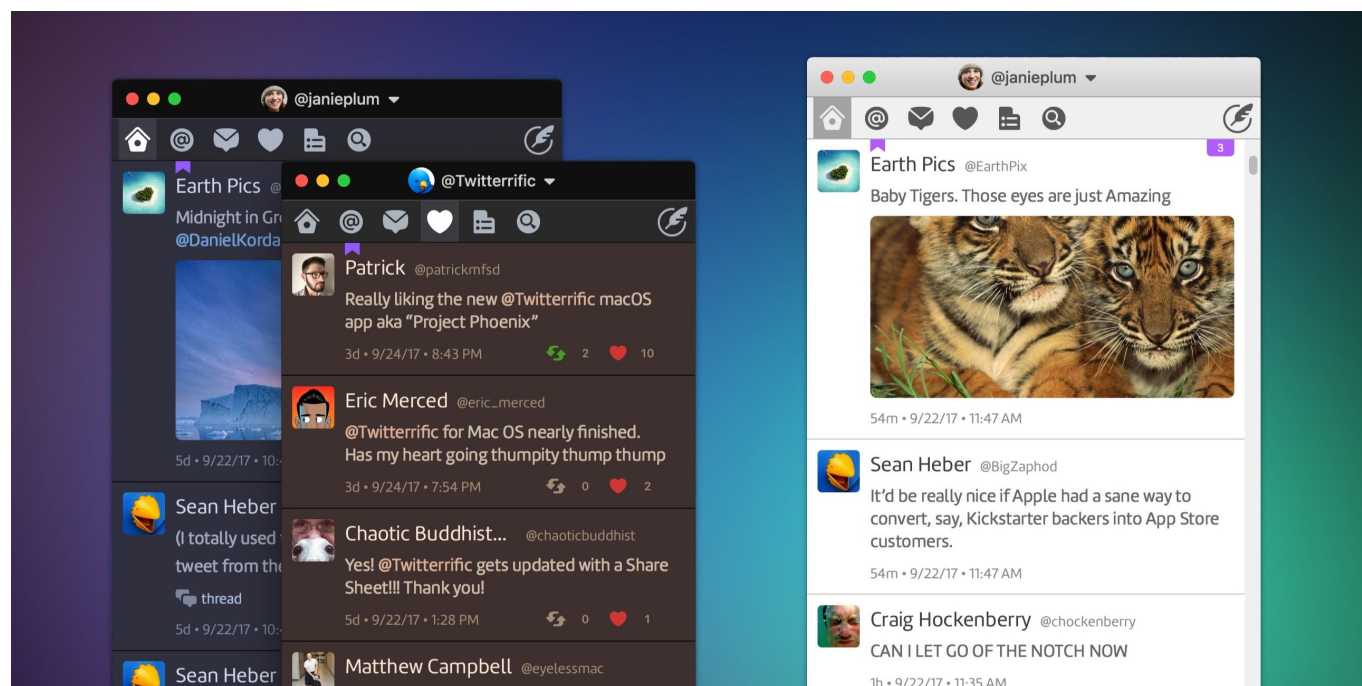 @janieplum
Earth Pics @
Midnight in Gr
@DanielKorda
5d • 9/22/17 • 10:
Sean Heber
(I totally used
tweet from the
thread
5d • 9/22/17 • 10:
Sean Heber
@Twitterrific
Patrick @patrickmfsd
Really liking the new @Twitterrific macOS
app aka “Project Phoenix”
3d • 9/24/17 • 8:43 PM 2 10
Eric Merced @eric_merced
@Twitterrific for Mac OS nearly finished.
Has my heart going thumpity thump thump
3d • 9/24/17 • 7:54 PM 0 2
Chaotic Buddhist... @chaoticbuddhist
Yes! @Twitterrific gets updated with a Share
Sheet!!! Thank you!
5d • 9/22/17 • 1:28 PM 0 1
Matthew Campbell @eyelessmac
@janieplum
3
Earth Pics @EarthPix
Baby Tigers. Those eyes are just Amazing
54m • 9/22/17 • 11:47 AM
Sean Heber @BigZaphod
It’d be really nice if Apple had a sane way to
convert, say, Kickstarter backers into App Store
customers.
54m • 9/22/17 • 11:47 AM
Craig Hockenberry @chockenberry
CAN I LET GO OF THE NOTCH NOW
1h • 9/22/17 • 11:35 AM